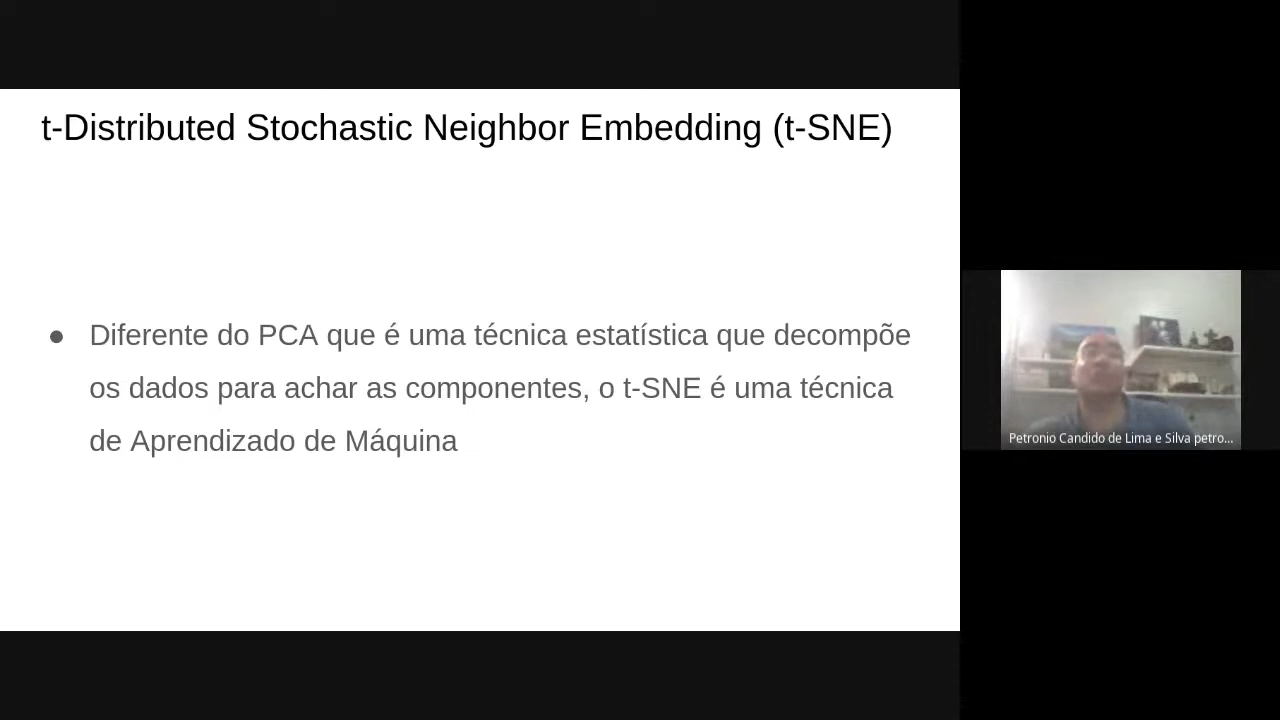 t-Distributed Stochastic Neighbor Embedding (t-SNE)
● Diferente do PCA que é uma técnica estatística que decompõe
os dados para achar as componentes, o t-SNE é uma técnica
de Aprendizado de Máquina
Petronio Candido de Lima e Silva petro...